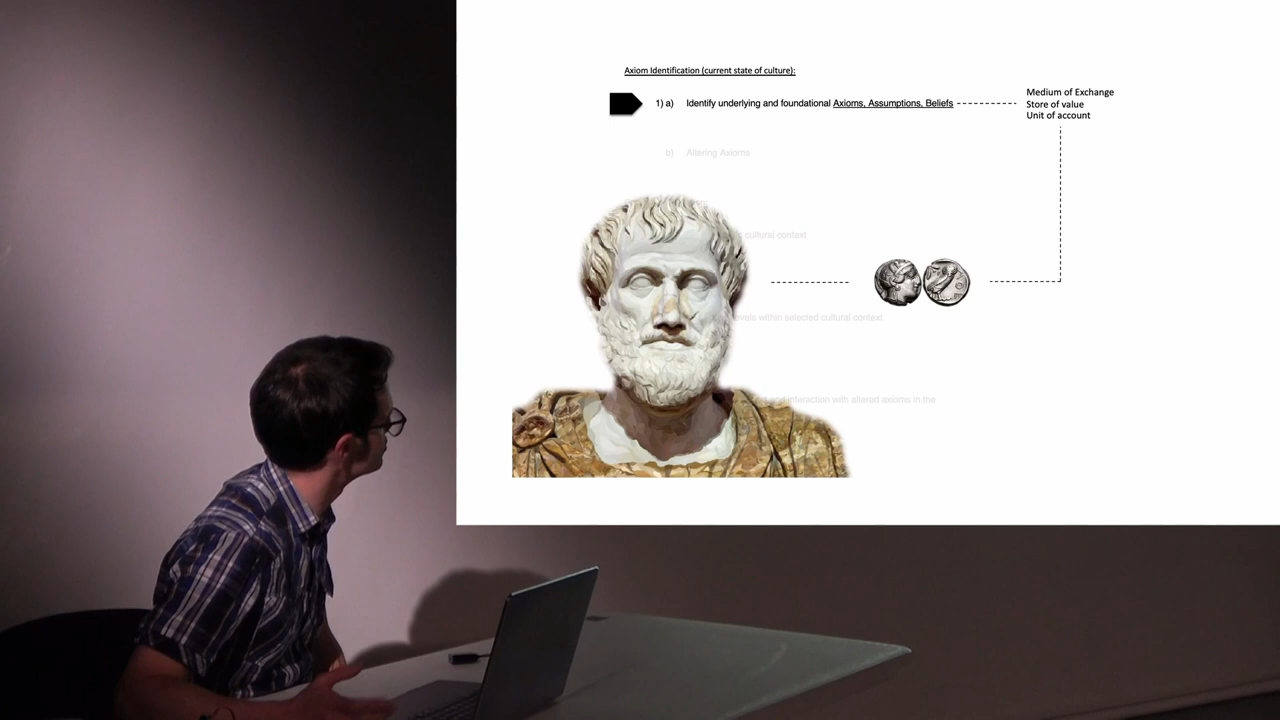 Axiom Identification (current state of culture):
1) a) Identify underlying and foundational Axioms, Assumptions, Beliefs
Medium of Exchange
Store of value
Unit of account
b) Altering Axioms
cultural context
within selected cultural context
interaction with altered axioms in the